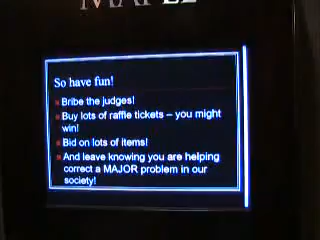 So have fun!
Bribe the judges!
Buy lots of raffle tickets – you might
win!
Bid on lots of items!
And leave knowing you are helping
correct a MAJOR problem in our
society!